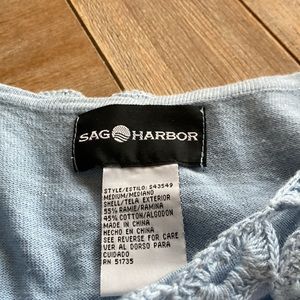 SAG HARBOR
STYLE/ESTILO: S43549
MEDIUM/MEDIANO
SHELL/TELA EXTERIOR
55% RAMIE/RAMINA
45% COTTON/ALGODON
MADE IN CHINA
HECHO EN CHINA
SEE REVERSE FOR CARE
VER AL DORSO PARA
CUIDADO
RN 51735